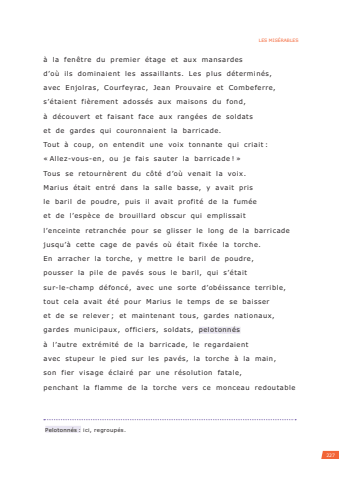 LES MISÉRABLES
à la fenêtre du premier étage et aux mansardes
d’où ils dominaient les assaillants. Les plus déterminés,
avec Enjolras, Courfeyrac, Jean Prouvaire et Combeferre,
s’étaient fièrement adossés aux maisons du fond,
à découvert et faisant face aux rangées de soldats
et de gardes qui couronnaient la barricade.
Tout à coup, on entendit une voix tonnante qui criait :
« Allez-vous-en, ou je fais sauter la barricade ! »
Tous se retournèrent du côté d’où venait la voix.
Marius était entré dans la salle basse, y avait pris
le baril de poudre, puis il avait profité de la fumée
et de l’espèce de brouillard obscur qui emplissait
l’enceinte retranchée pour se glisser le long de la barricade
jusqu’à cette cage de pavés où était fixée la torche.
En arracher la torche, y mettre le baril de poudre,
pousser la pile de pavés sous le baril, qui s’était
sur-le-champ défoncé, avec une sorte d’obéissance terrible,
tout cela avait été pour Marius le temps de se baisser
et de se relever ; et maintenant tous, gardes nationaux,
gardes municipaux, officiers, soldats, pelotonnés
à l’autre extrémité de la barricade, le regardaient
avec stupeur le pied sur les pavés, la torche à la main,
son fier visage éclairé par une résolution fatale,
penchant la flamme de la torche vers ce monceau redoutable
Pelotonnés : ici, regroupés.
227